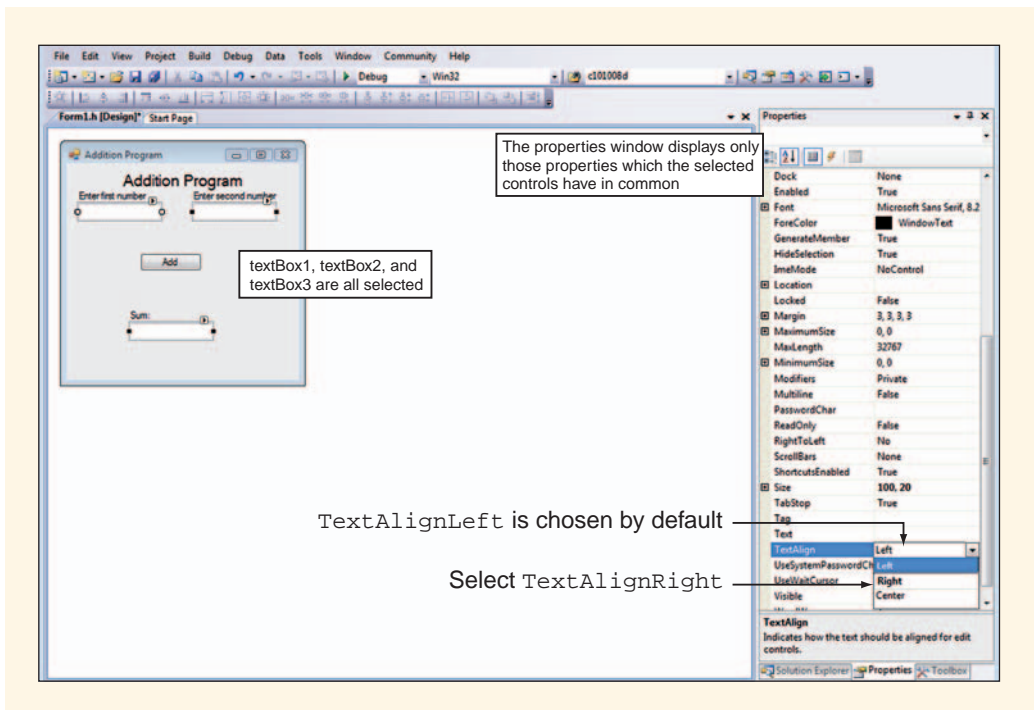 File Edit View Project Build Debug Data Tools Window Community Help
Debug Win32 c101008d
Form1.h [Design]* Start Page
Properties
Addition Program
Addition Program
Enter first number Enter second number
Add
Sum:
textBox1, textBox2, and
textBox3 are all selected
The properties window displays only
those properties which the selected
controls have in common
Dock None
Enabled True
Font Microsoft Sans Serif, 8.2
ForeColor WindowText
GenerateMember True
HideSelection True
ImeMode NoControl
Location
Locked False
Margin 3, 3, 3, 3
MaximumSize 0, 0
MaxLength 32767
MinimumSize 0, 0
Modifiers Private
Multiline False
PasswordChar
ReadOnly False
RightToLeft No
ScrollBars None
ShortcutsEnabled True
Size 100, 20
TabStop True
Tag
Text
TextAlign Left
UseSystemPasswordCh Left
UseWaitCursor Right
Visible Center
TextAlignLeft is chosen by default
Select TextAlignRight
TextAlign
Indicates how the text should be aligned for edit
controls.
Solution Explorer Properties Toolbox